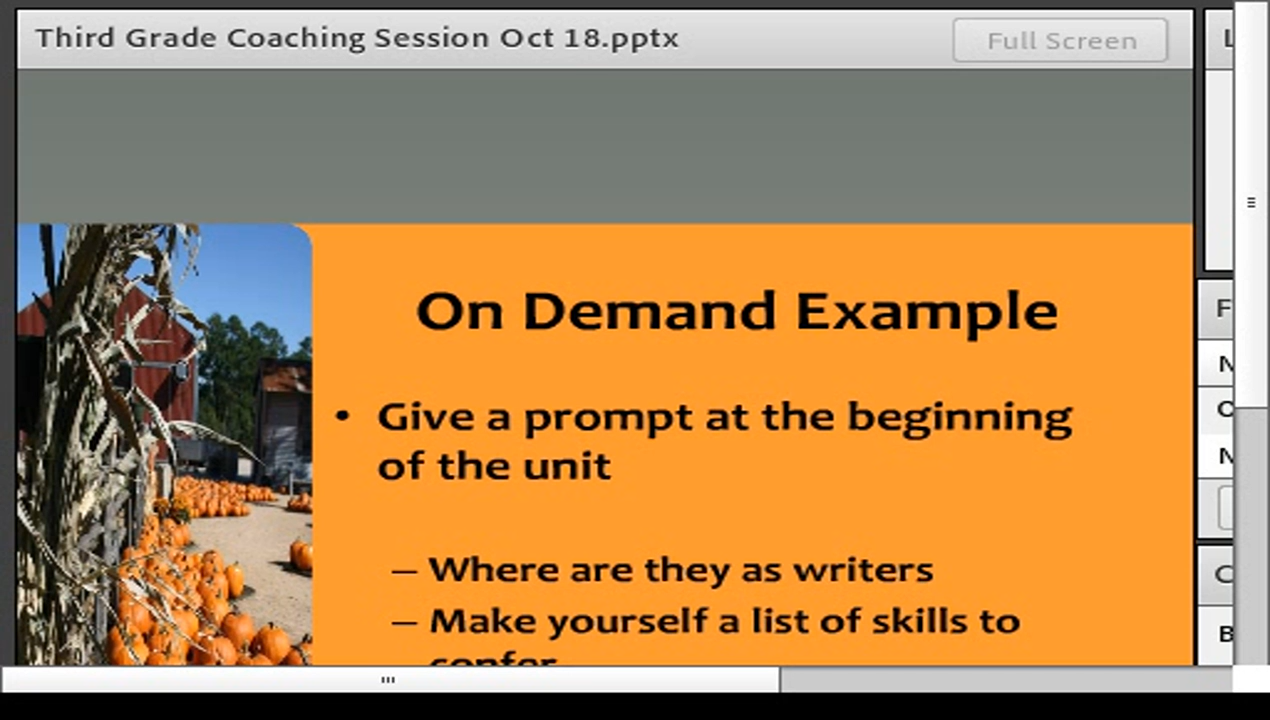 Third Grade Coaching Session Oct 18.pptx
Full Screen
On Demand Example
• Give a prompt at the beginning
of the unit
– Where are they as writers
– Make yourself a list of skills to
confer